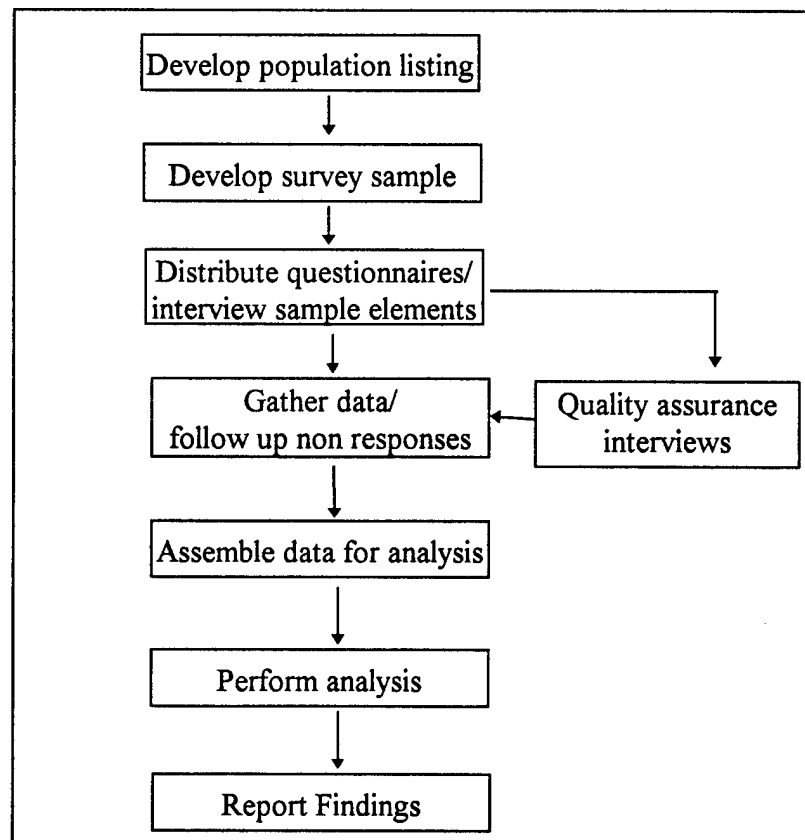 Develop population listing
Develop survey sample
Distribute questionnaires/
interview sample elements
Gather data/
follow up non responses
Quality assurance
interviews
Assemble data for analysis
Perform analysis
Report Findings